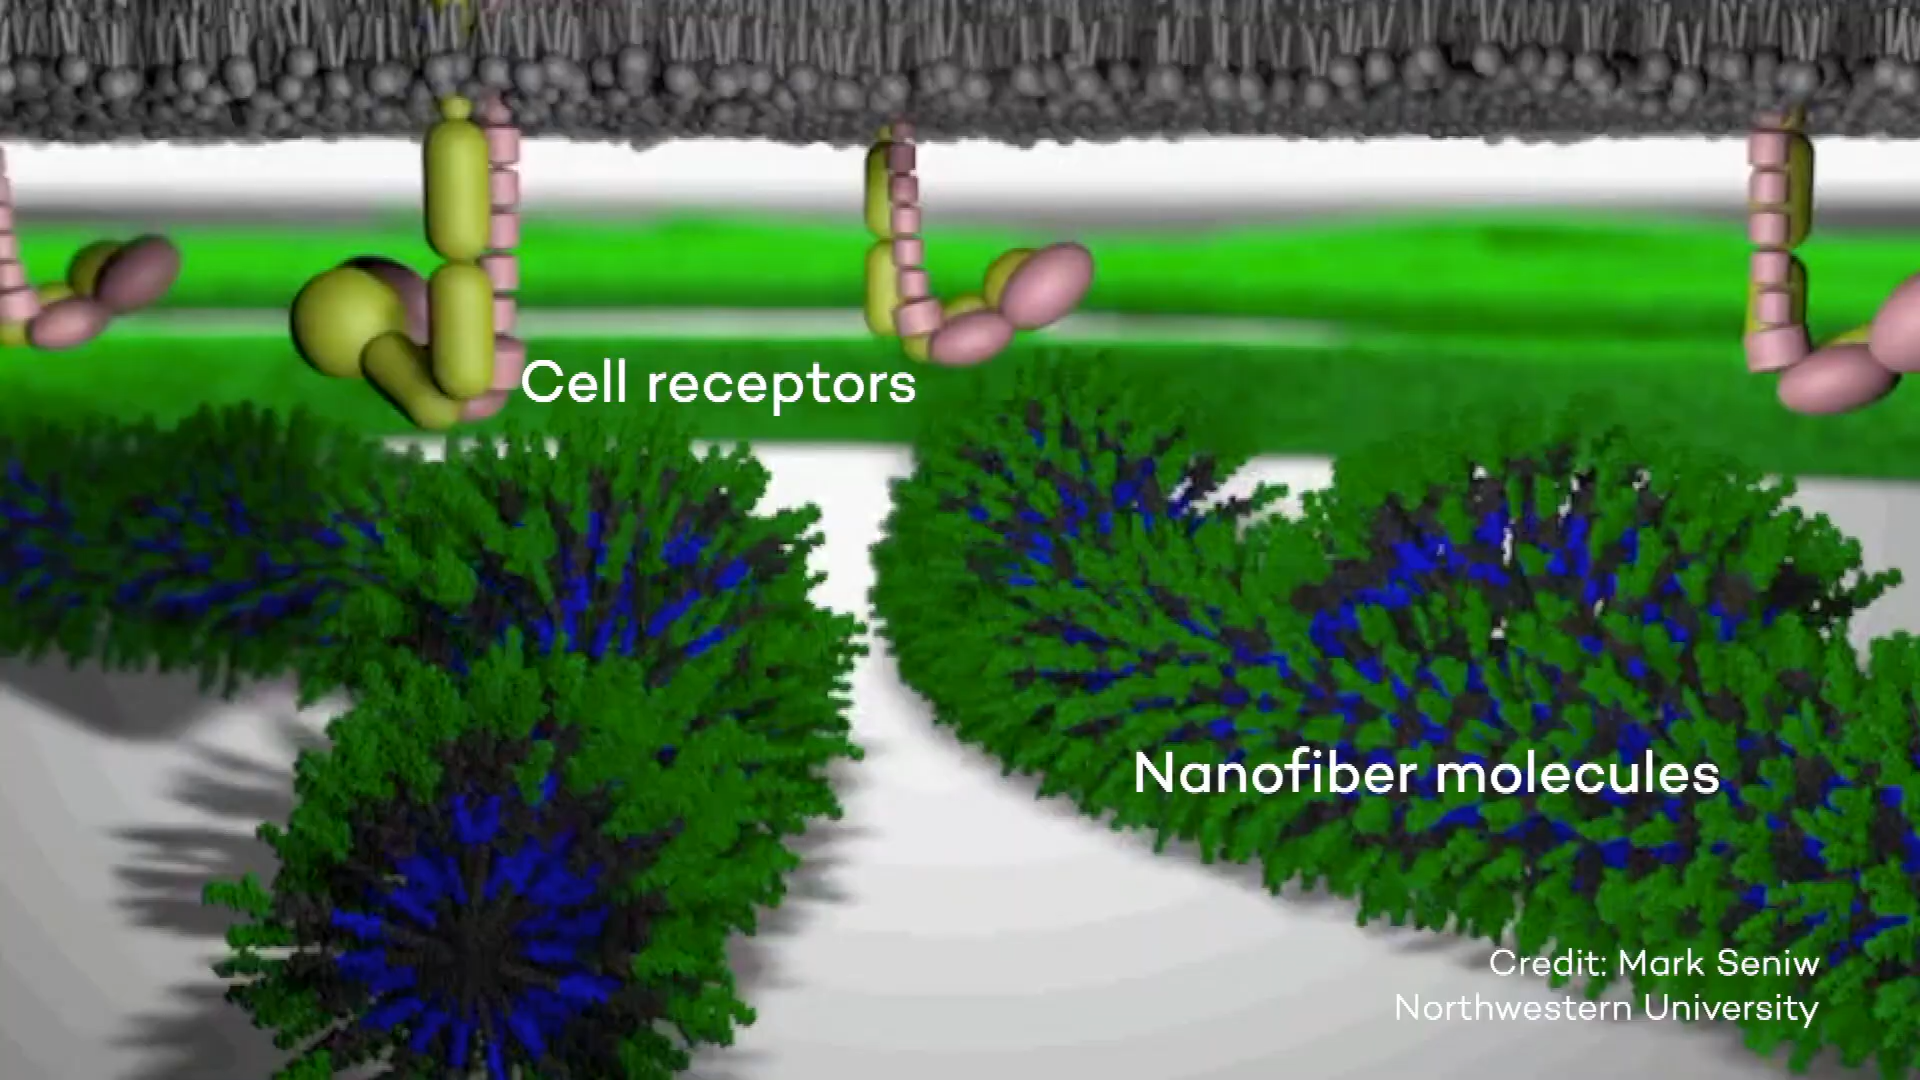 Cell receptors
Nanofiber molecules
Credit: Mark Seniw
Northwestern University